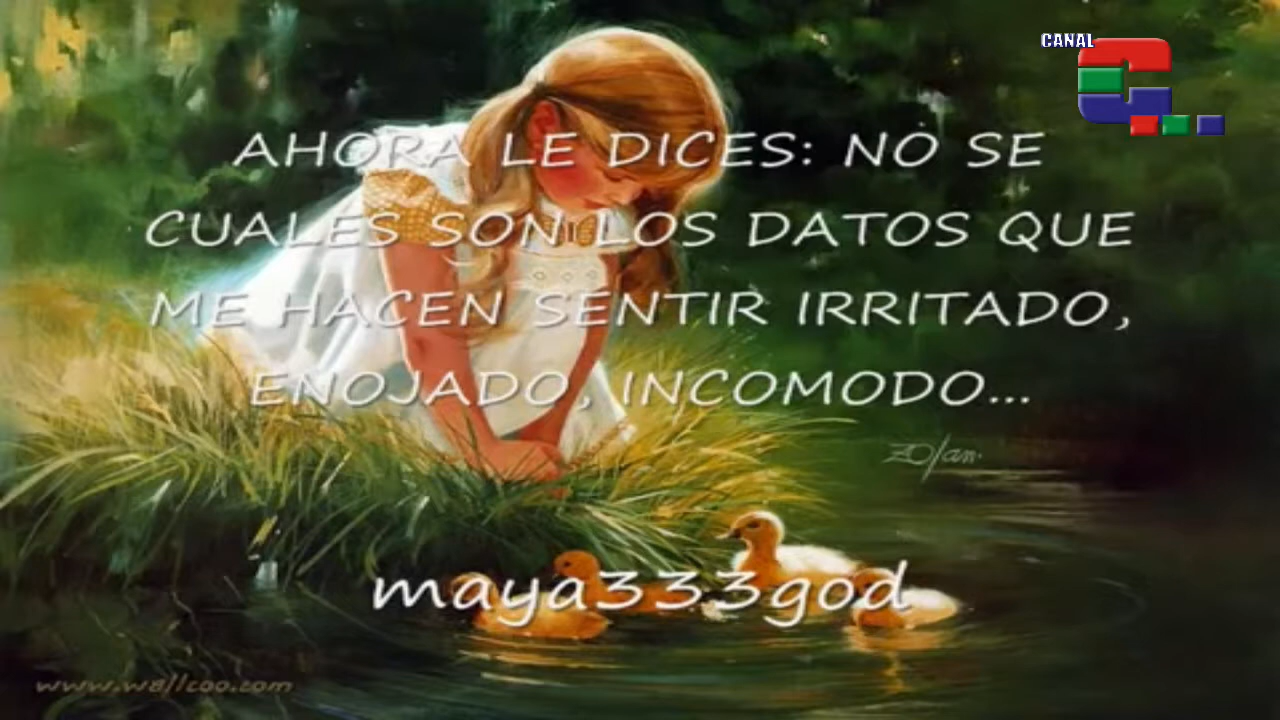 CANAL
AHORA LE DICES: NO SE
CUALES SON LOS DATOS QUE
ME HACEN SENTIR IRRITADO,
ENOJADO, INCOMODO...
Zolan
maya333god
www.wallcoo.com